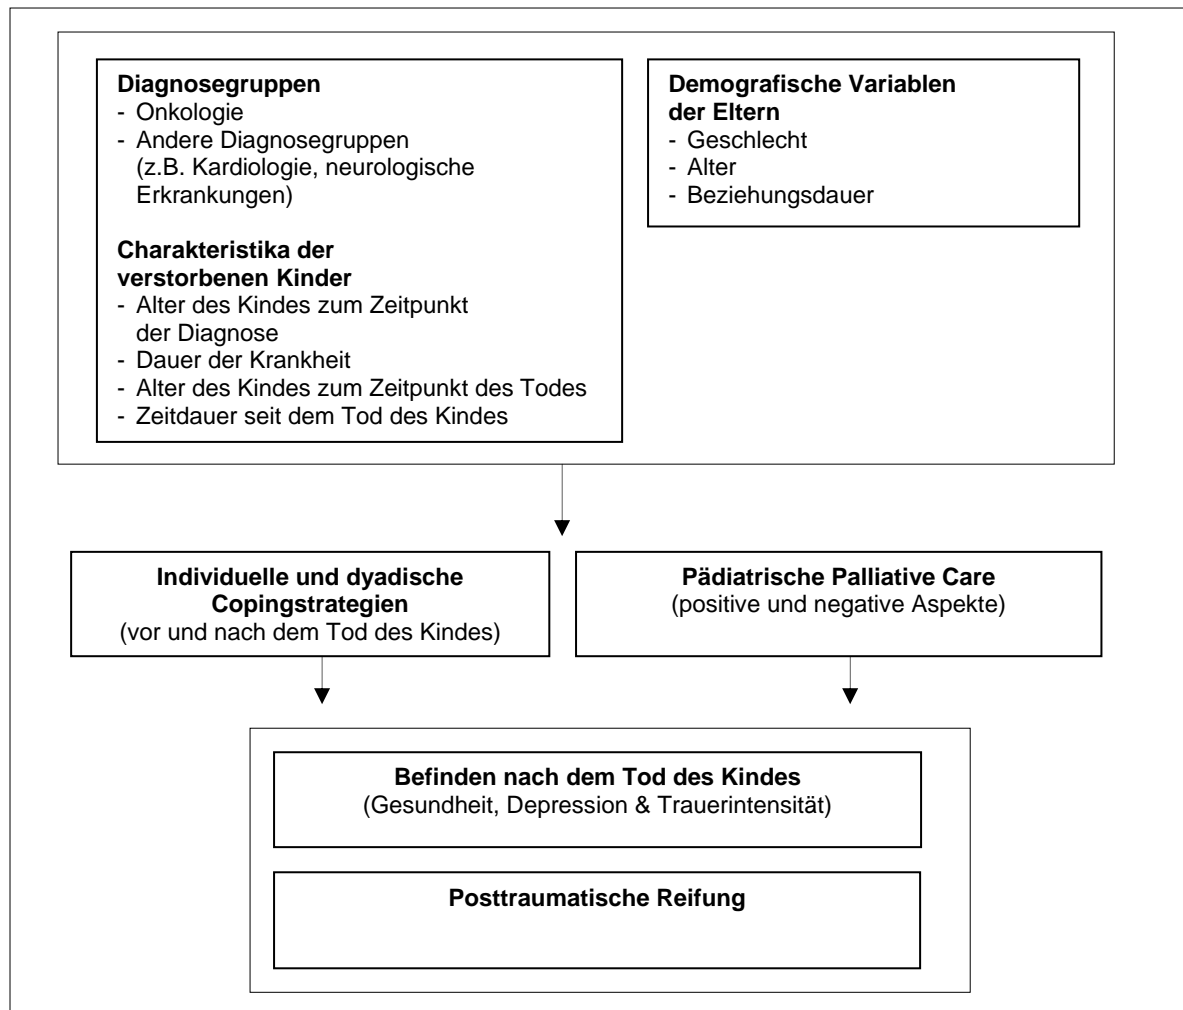 Diagnosegruppen
- Onkologie
- Andere Diagnosegruppen
(z.B. Kardiologie, neurologische
Erkrankungen)
Charakteristika der
verstorbenen Kinder
- Alter des Kindes zum Zeitpunkt
der Diagnose
- Dauer der Krankheit
- Alter des Kindes zum Zeitpunkt des Todes
- Zeitdauer seit dem Tod des Kindes
Demografische Variablen
der Eltern
- Geschlecht
- Alter
- Beziehungsdauer
Individuelle und dyadische
Copingstrategien
(vor und nach dem Tod des Kindes)
Pädiatrische Palliative Care
(positive und negative Aspekte)
Befinden nach dem Tod des Kindes
(Gesundheit, Depression & Trauerintensität)
Posttraumatische Reifung